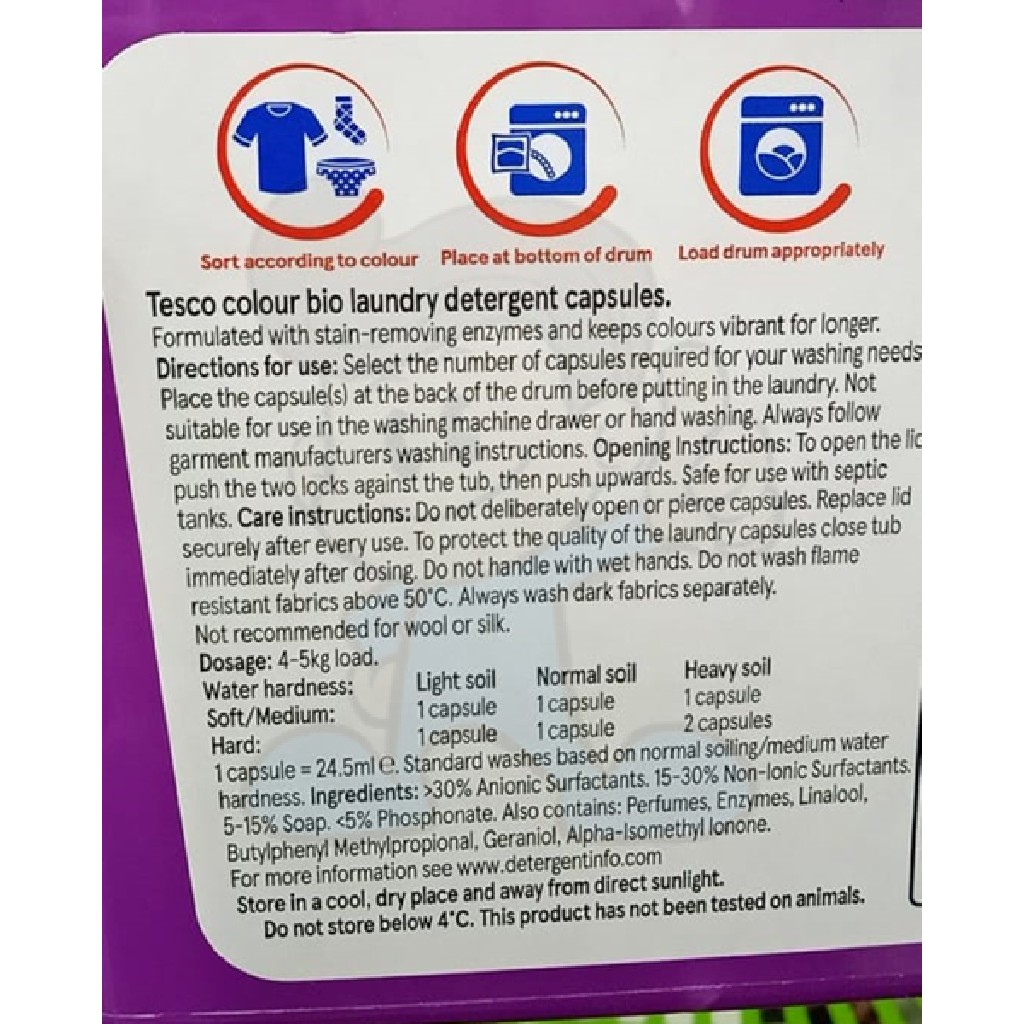 Sort according to colour Place at bottom of drum Load drum appropriately
Tesco colour bio laundry detergent capsules.
Formulated with stain-removing enzymes and keeps colours vibrant for longer.
Directions for use: Select the number of capsules required for your washing needs
Place the capsule(s) at the back of the drum before putting in the laundry. Not
suitable for use in the washing machine drawer or hand washing. Always follow
garment manufacturers washing instructions. Opening Instructions: To open the
push the two locks against the tub, then push upwards. Safe for use with septic
tanks. Care instructions: Do not deliberately open or pierce capsules. Replace lid
securely after every use. To protect the quality of the laundry capsules close tub
immediately after dosing. Do not handle with wet hands. Do not wash flame
resistant fabrics above 50°C. Always wash dark fabrics separately.
Not recommended for wool or silk.
Dosage: 4-5kg load.
Water hardness: Light soil Normal soil Heavy soil
Soft/Medium: 1 capsule 1 capsule 1 capsule
Hard: 1 capsule 1 capsule 2 capsules
1 capsule = 24.5ml ℮. Standard washes based on normal soiling/medium water
hardness. Ingredients: >30% Anionic Surfactants. 15-30% Non-Ionic Surfactants.
5-15% Soap. <5% Phosphonate. Also contains: Perfumes, Enzymes, Linalool,
Butylphenyl Methylpropional, Geraniol, Alpha-Isomethyl Ionone.
For more information see www.detergentinfo.com
Store in a cool, dry place and away from direct sunlight.
Do not store below 4°C. This product has not been tested on animals.